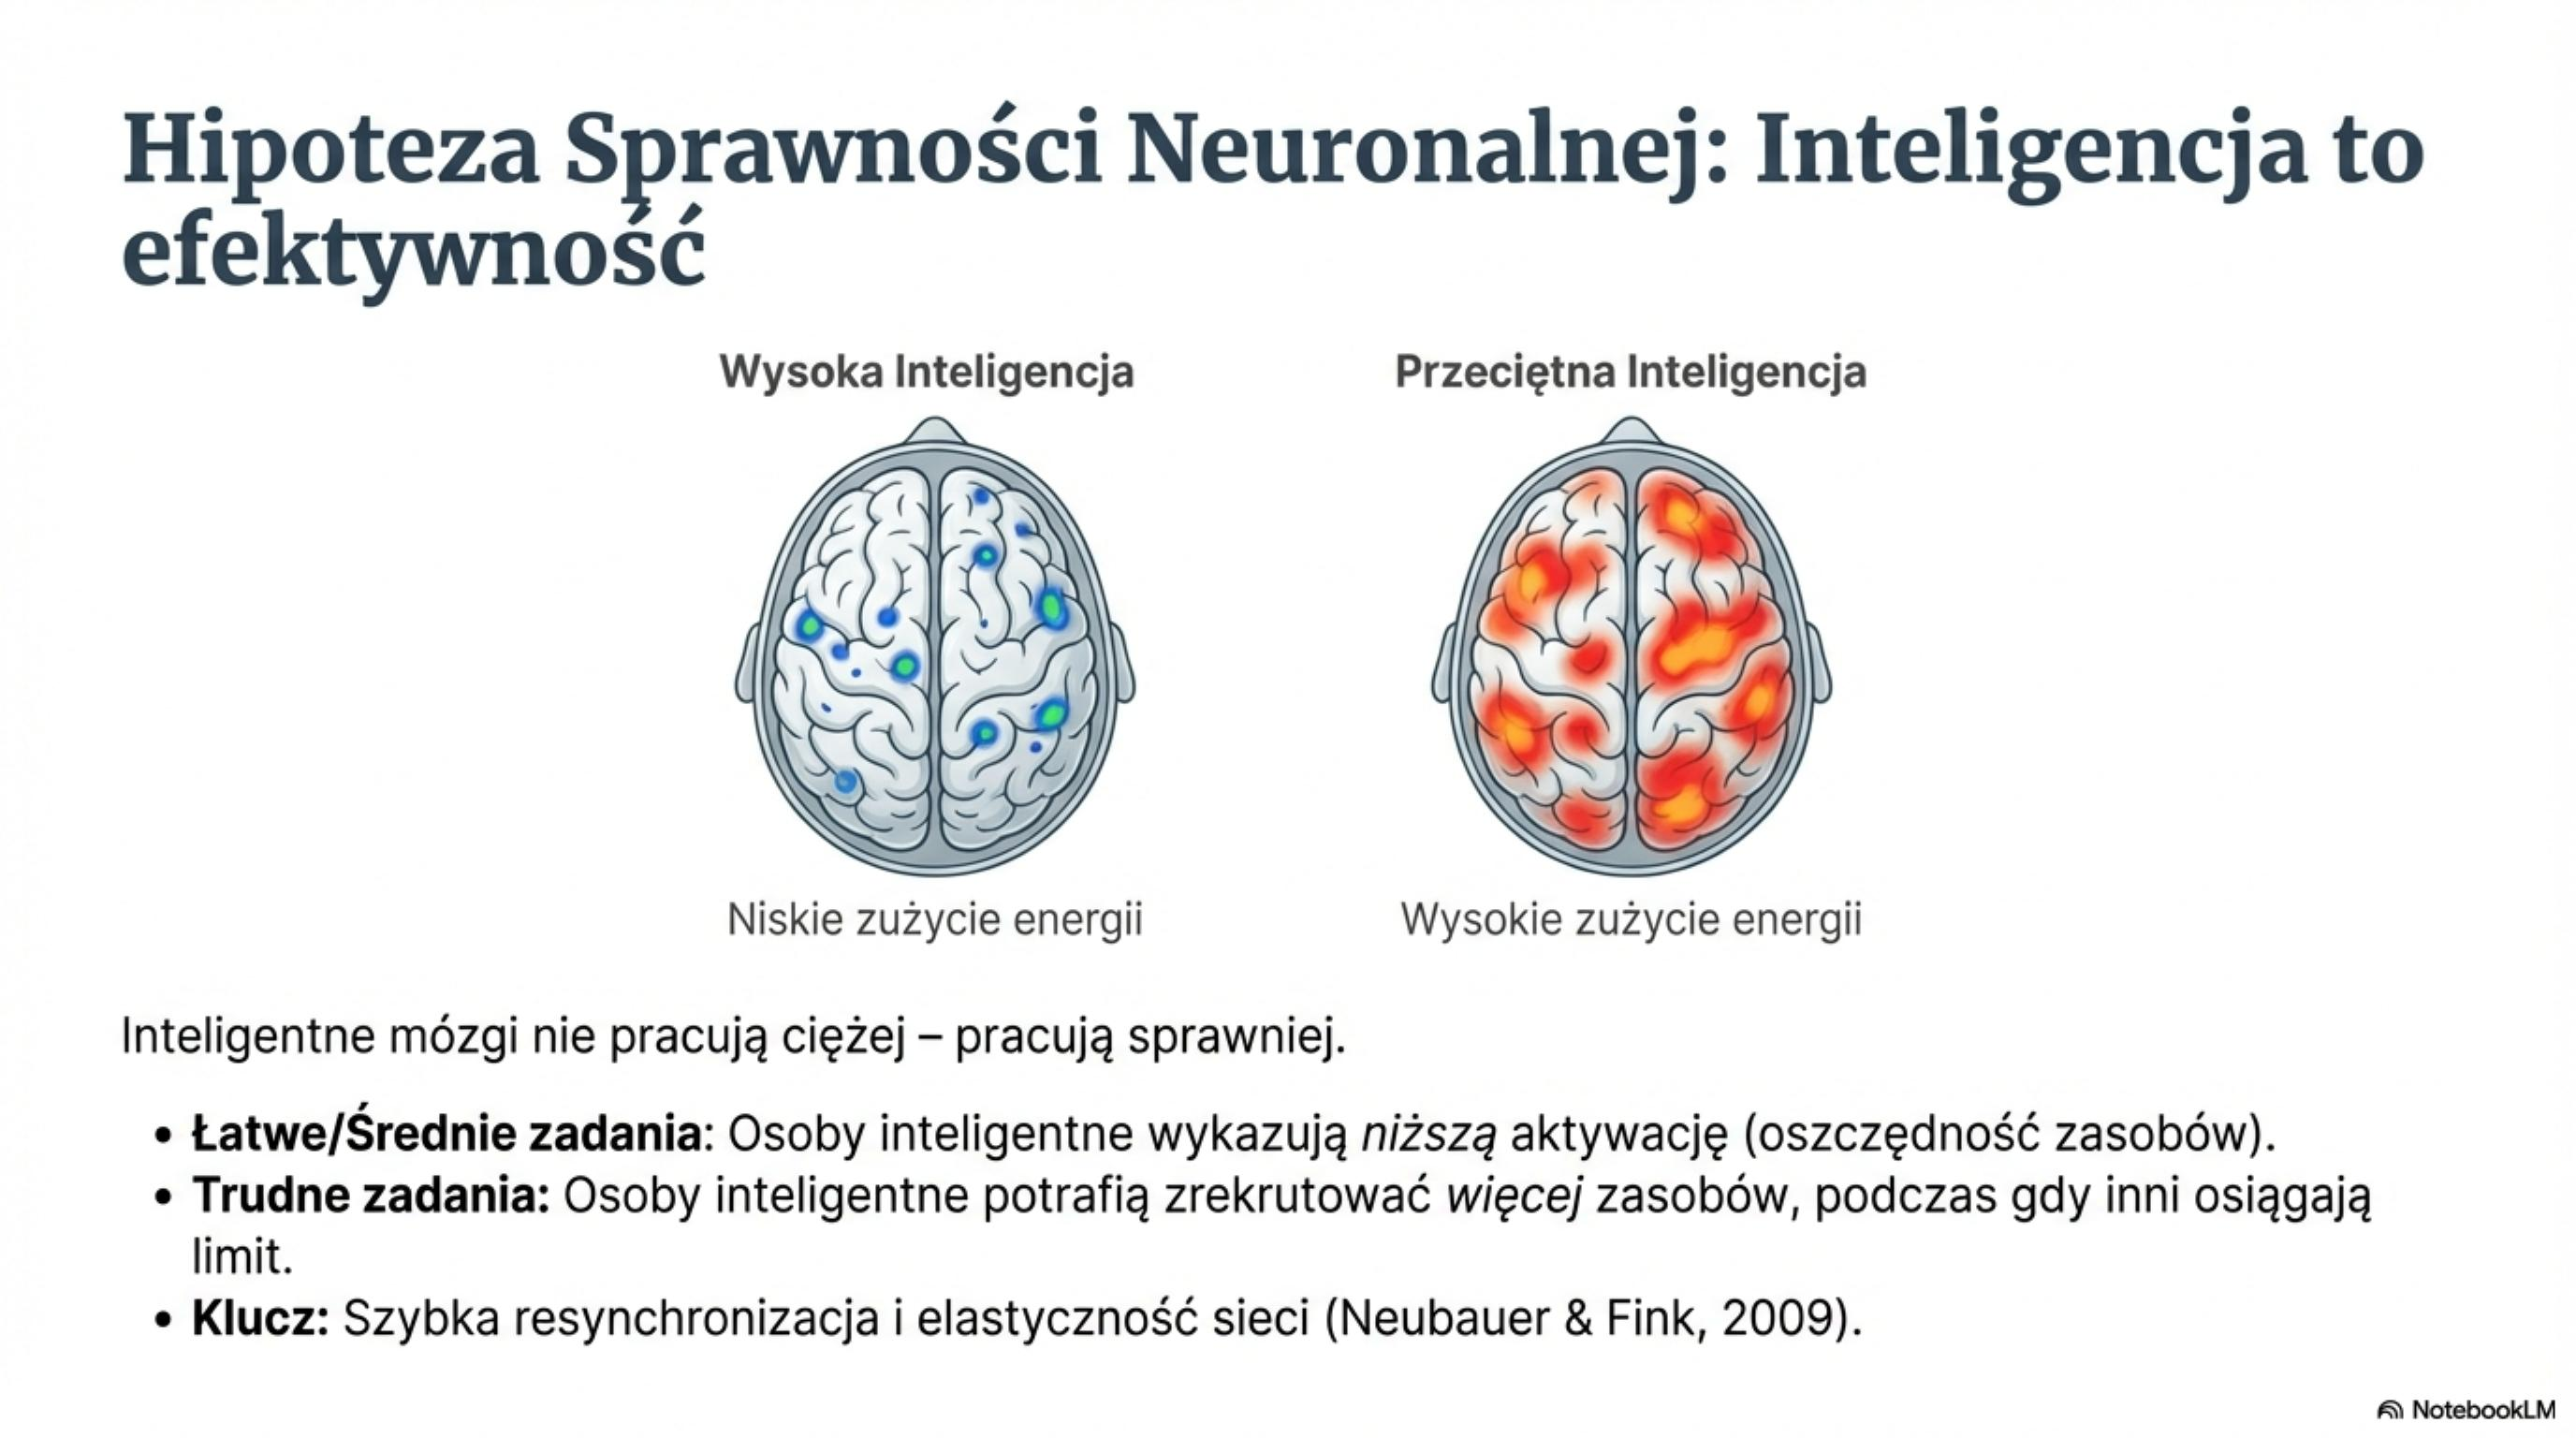 Hipoteza Sprawności Neuronalnej: Inteligencja to
efektywność
Wysoka Inteligencja
Przeciętna Inteligencja
Niskie zużycie energii
Wysokie zużycie energii
Inteligentne mózgi nie pracują ciężej – pracują sprawniej.
• Łatwe/Średnie zadania: Osoby inteligentne wykazują niższą aktywację (oszczędność zasobów).
• Trudne zadania: Osoby inteligentne potrafią zrekrutować więcej zasobów, podczas gdy inni osiągają
limit.
• Klucz: Szybka resynchronizacja i elastyczność sieci (Neubauer & Fink, 2009).
NotebookLM